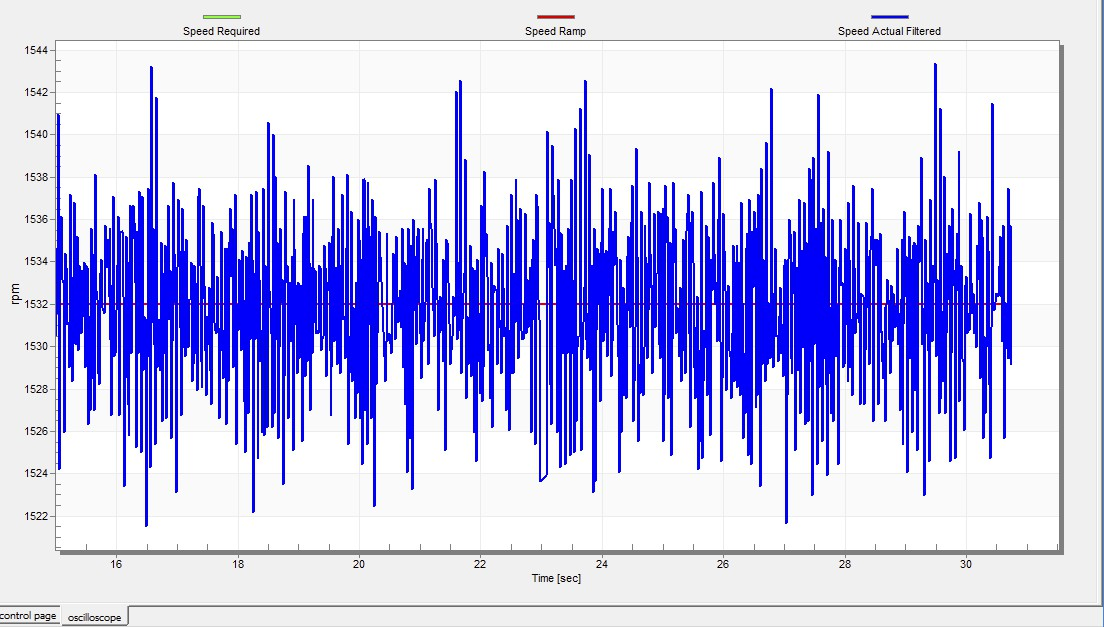 Speed Required Speed Ramp Speed Actual Filtered
1544
1542
1540
1538
1536
1534
rpm
1532
1530
1528
1526
1524
1522
16 18 20 22 24 26 28 30
Time [sec]
control page oscilloscope